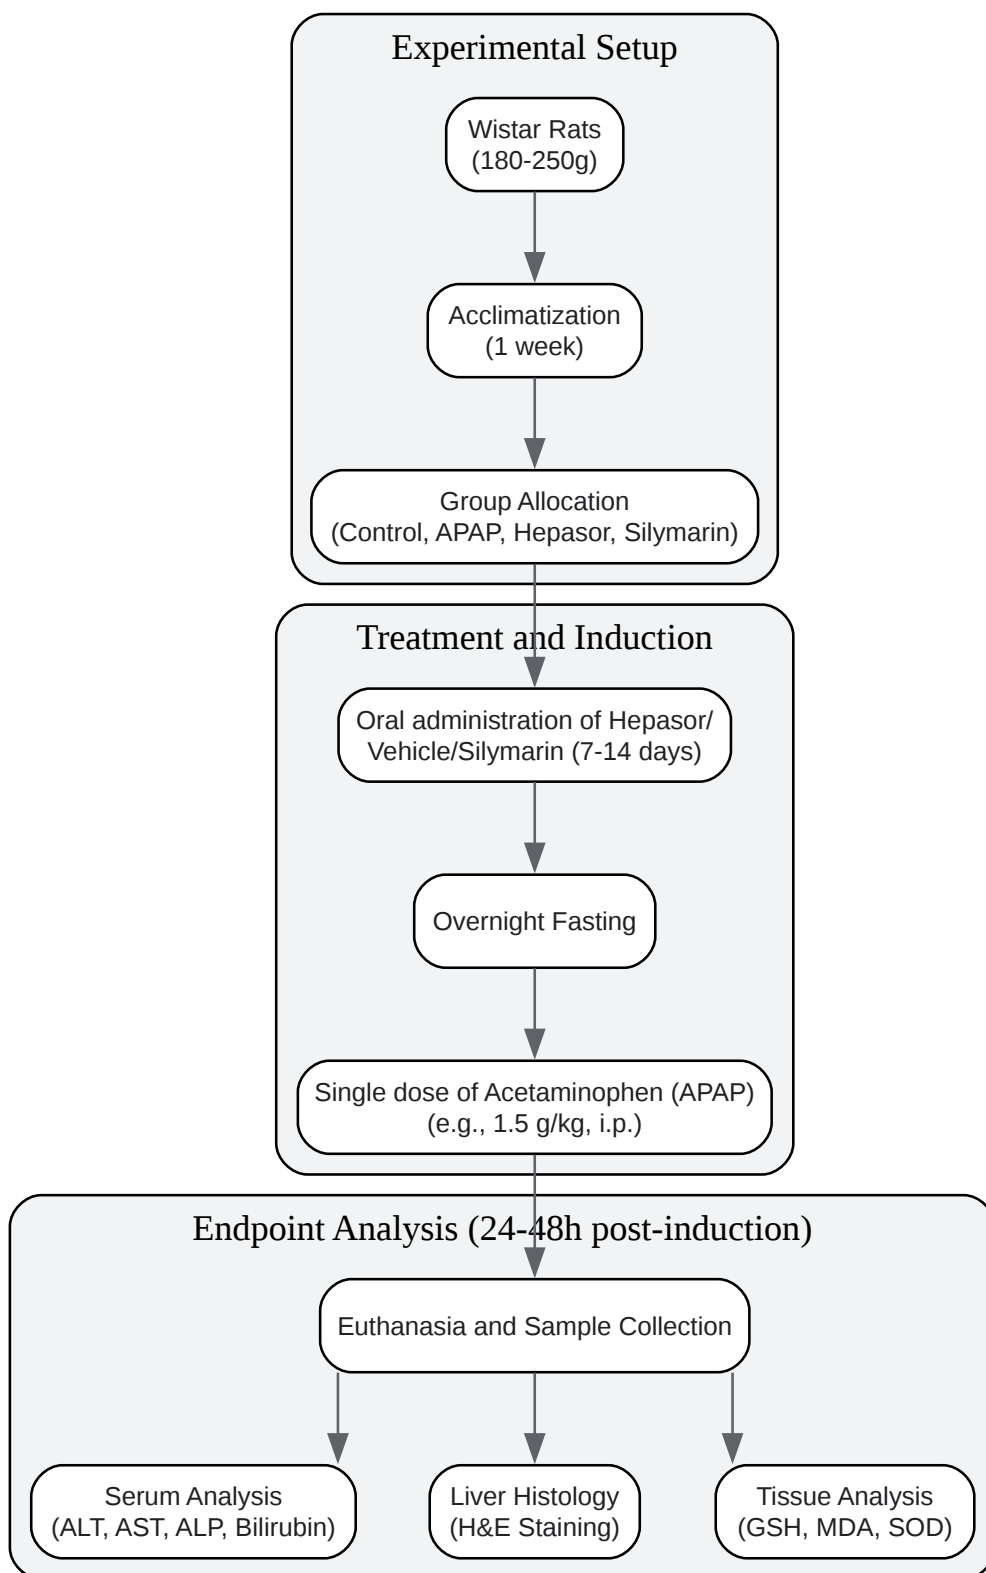 Experimental Setup
Wistar Rats
(180-250g)
Acclimatization
(1 week)
Group Allocation
(Control, APAP, Hepasor, Silymarin)
Treatment and Induction
Oral administration of Hepasor/
Vehicle/Silymarin (7-14 days)
Overnight Fasting
Single dose of Acetaminophen (APAP)
(e.g., 1.5 g/kg, i.p.)
Endpoint Analysis (24-48h post-induction)
Euthanasia and Sample Collection
Serum Analysis
(ALT, AST, ALP, Bilirubin)
Liver Histology
(H&E Staining)
Tissue Analysis
(GSH, MDA, SOD)